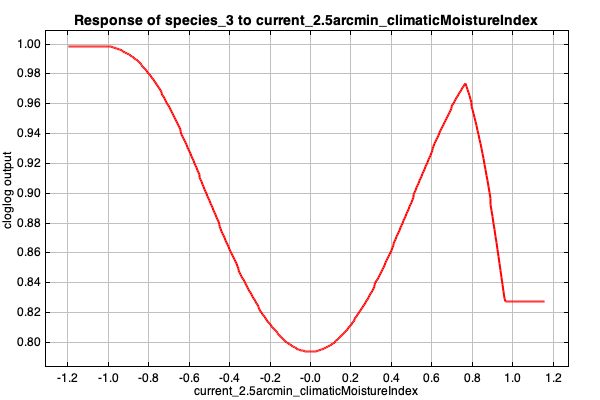 Response of species_3 to current_2.5arcmin_climaticMoistureIndex
1.00
0.98
0.96
0.94
0.92
0.90
0.88
0.86
0.84
0.82
0.80
cloglog output
-1.2 -1.0 -0.8 -0.6 -0.4 -0.2 -0.0 0.2 0.4 0.6 0.8 1.0 1.2
current_2.5arcmin_climaticMoistureIndex